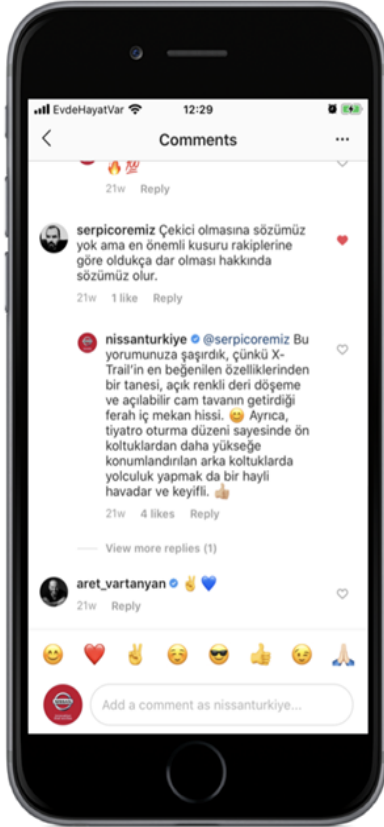 EvdeHayatVar 12:29
Comments
🔥 💯
21w Reply
serpicoremiz Çekici olmasına sözümüz
yok ama en önemli kusuru rakiplerine
göre oldukça dar olması hakkında
sözümüz olur.
21w 1 like Reply
nissanturkiye @serpicoremiz Bu
yorumunuza şaşırdık, çünkü X-
Trail'in en beğenilen özelliklerinden
bir tanesi, açık renkli deri döşeme
ve açılabilir cam tavanın getirdiği
ferah iç mekan hissi. 😊 Ayrıca,
tiyatro oturma düzeni sayesinde ön
koltuklardan daha yükseğe
konumlandırılan arka koltuklarda
yolculuk yapmak da bir hayli
havadar ve keyifli. 👍🏼
21w 4 likes Reply
View more replies (1)
aret_vartanyan ✌️ 💙
21w Reply
😊 ❤️ ✌️ ☺️ 😎 👍 😉 🙏🏻
Add a comment as nissanturkiye...